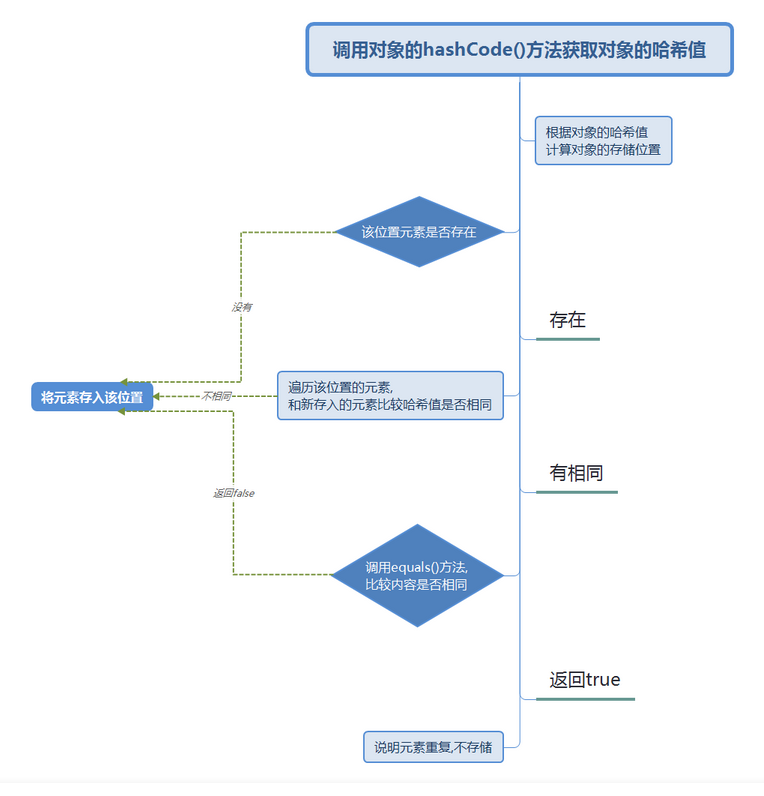 调用对象的hashCode()方法获取对象的哈希值
根据对象的哈希值
计算对象的存储位置
该位置元素是否存在
没有
存在
遍历该位置的元素,
和新存入的元素比较哈希值是否相同
不相同
将元素存入该位置
有相同
返回false
调用equals()方法,
比较内容是否相同
返回true
说明元素重复,不存储